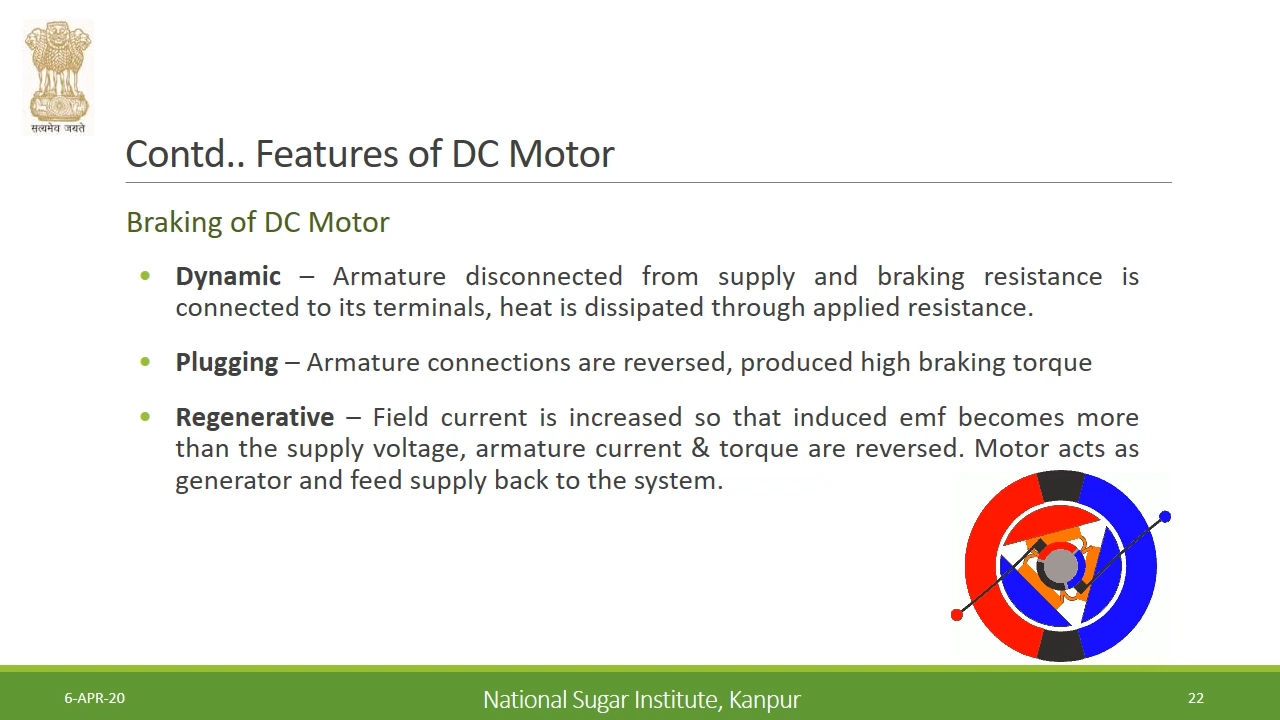 सत्यमेव जयते
Contd.. Features of DC Motor
Braking of DC Motor
• Dynamic – Armature disconnected from supply and braking resistance is
connected to its terminals, heat is dissipated through applied resistance.
• Plugging – Armature connections are reversed, produced high braking torque
• Regenerative – Field current is increased so that induced emf becomes more
than the supply voltage, armature current & torque are reversed. Motor acts as
generator and feed supply back to the system.
6-APR-20
National Sugar Institute, Kanpur
22